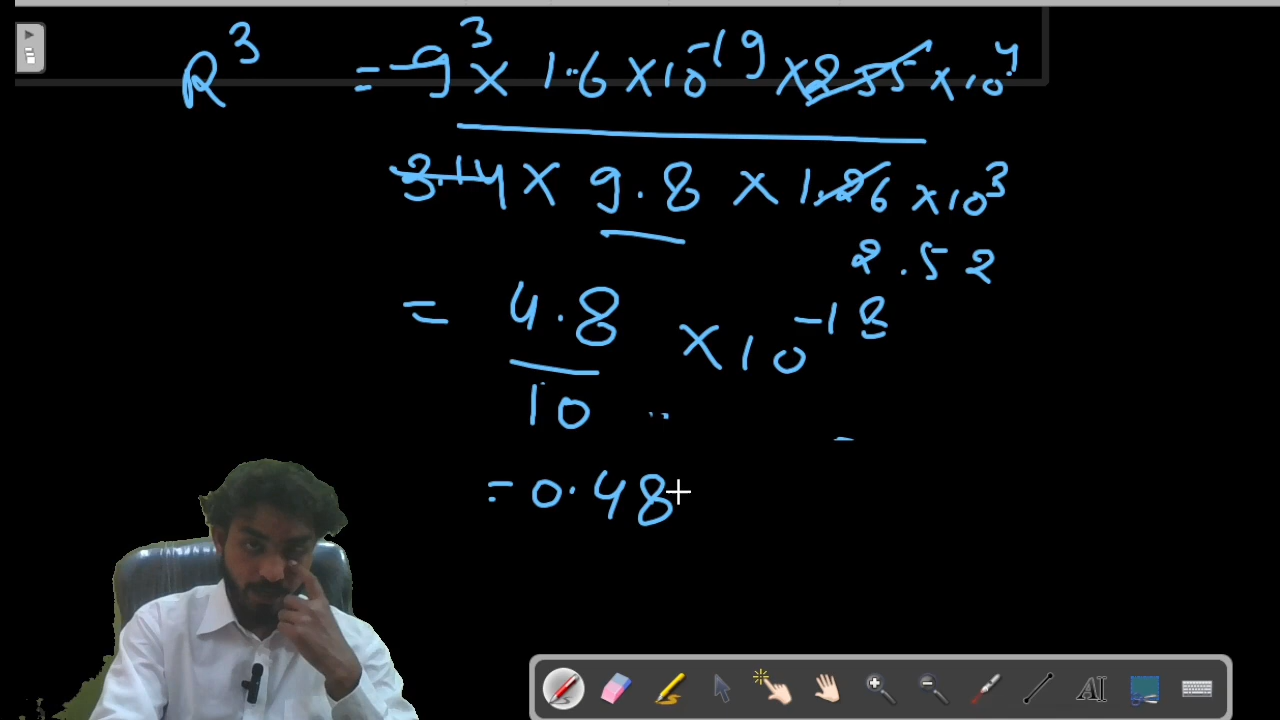 R³ = 9³ × 1.6 × 10⁻¹⁹ × 2.55 × 10⁴
3.14 × 9.8 × 1.26 × 10³
2.52
= 4.8 × 10⁻¹⁸
10
= 0.48
AI